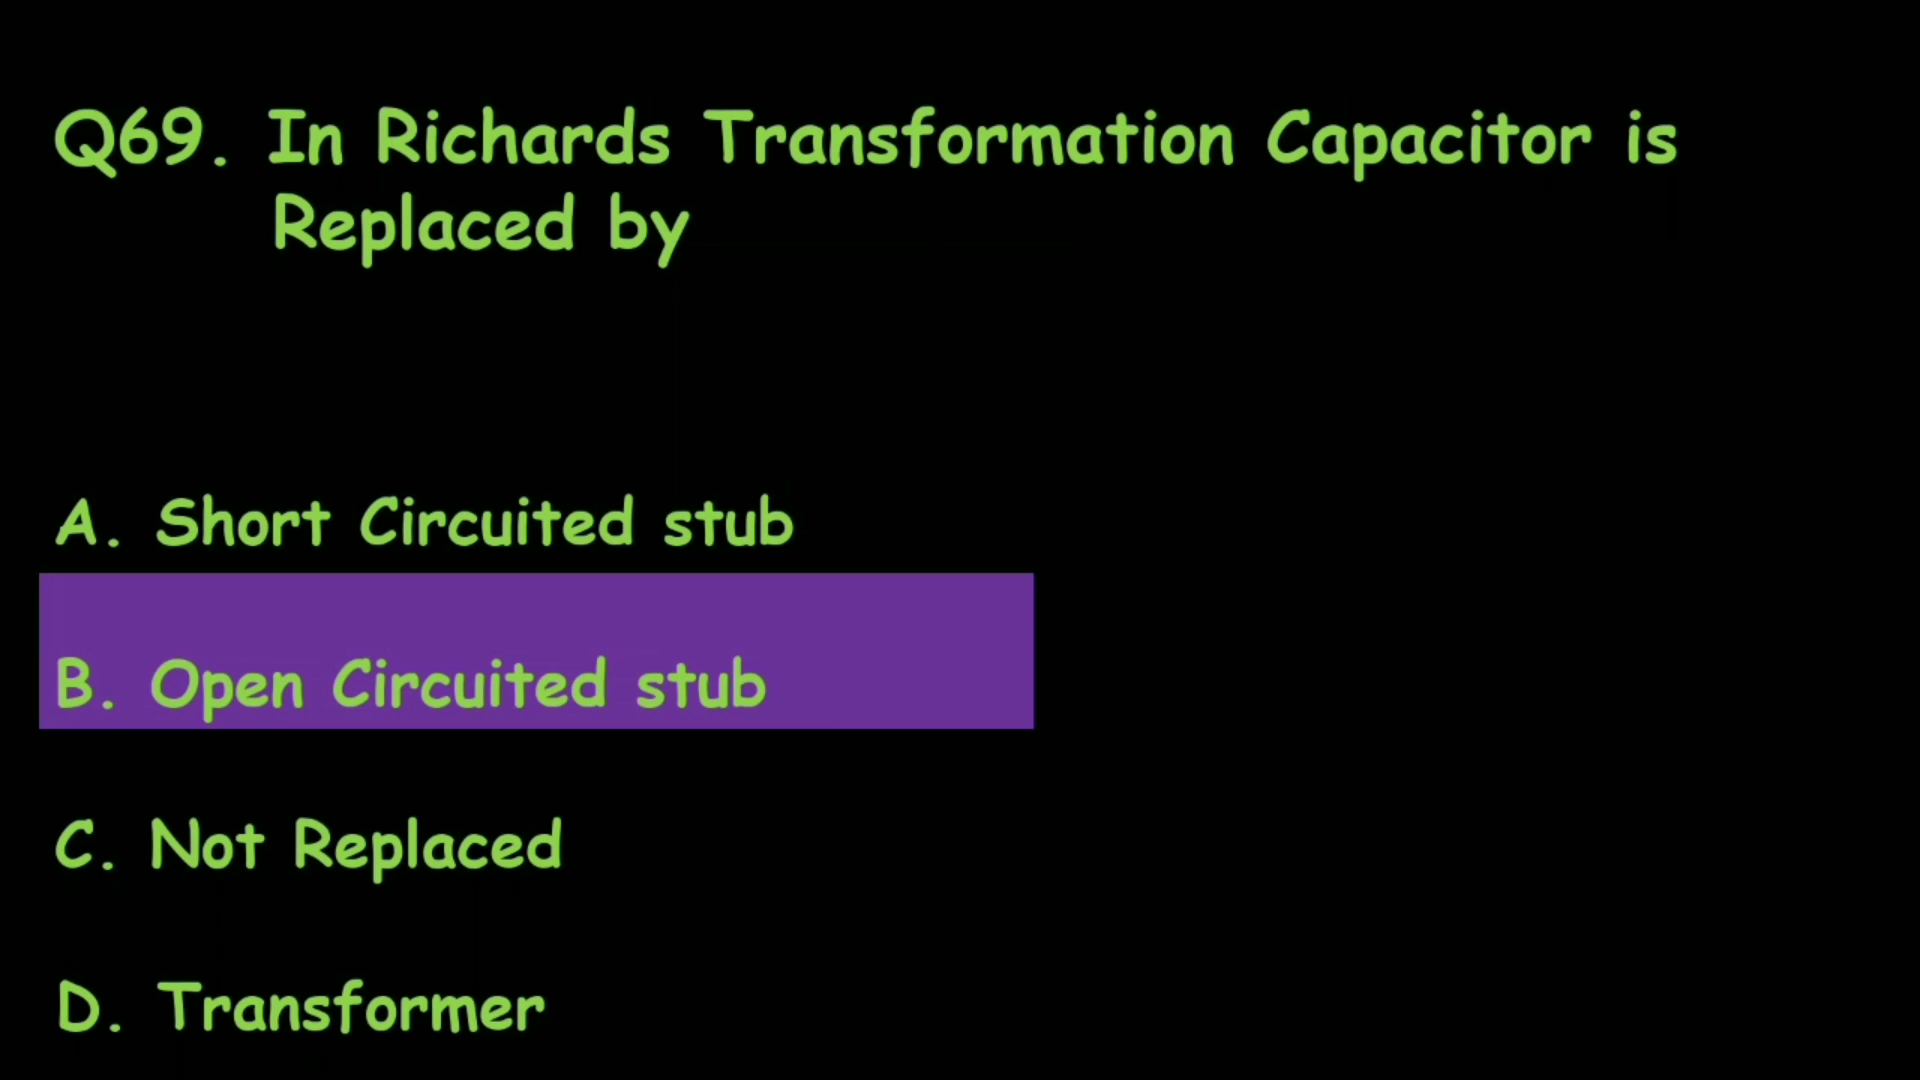 Q69. In Richards Transformation Capacitor is
Replaced by
A. Short Circuited stub
B. Open Circuited stub
C. Not Replaced
D. Transformer